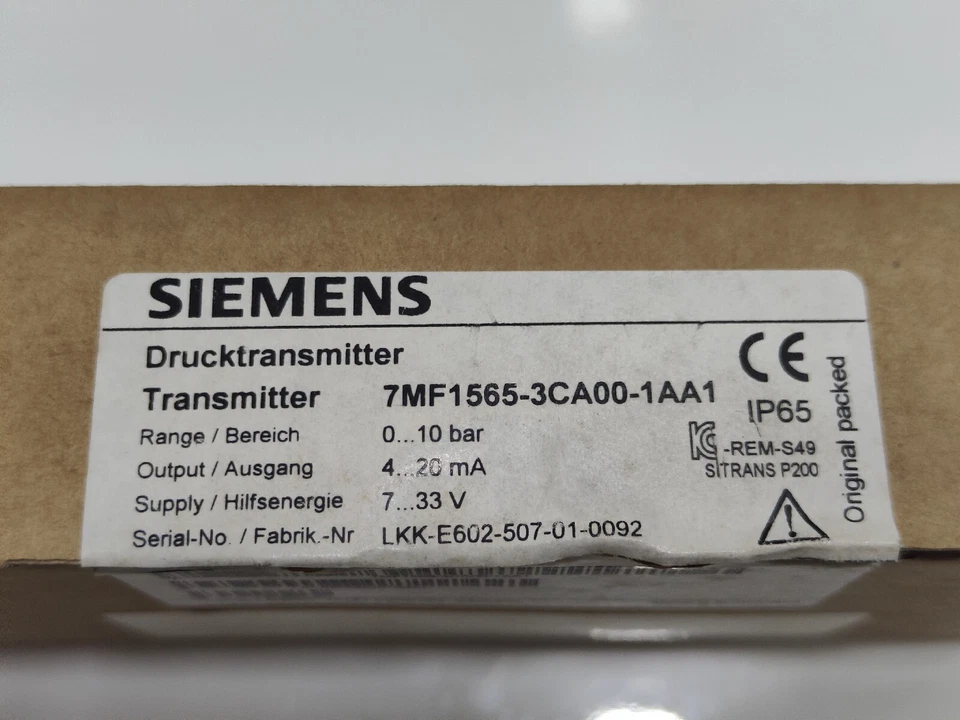 SIEMENS
Drucktransmitter
Transmitter 7MF1565-3CA00-1AA1
Range / Bereich 0...10 bar
Output / Ausgang 4...20 mA
Supply / Hilfsenergie 7...33 V
Serial-No. / Fabrik.-Nr LKK-E602-507-01-0092
CE
IP65
KC -REM-S49
SITRANS P200
Original packed